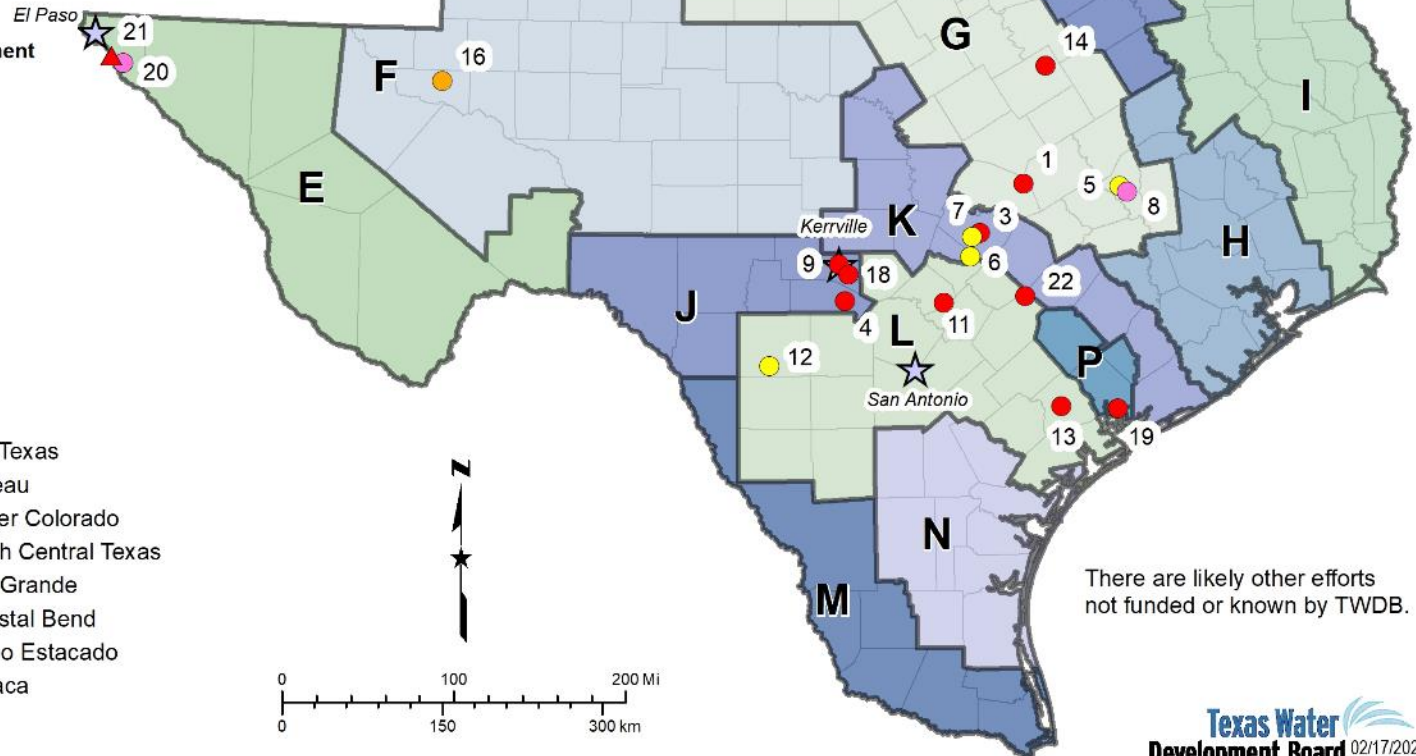 El Paso
21
nent
20
F
16
G
14
I
E
1
5
8
7
3
K
Kerrville
H
9
18
6
22
J
4
L
11
P
12
San Antonio
13
19
Texas
eau
er Colorado
h Central Texas
Grande
stal Bend
o Estacado
aca
N
N
M
There are likely other efforts
not funded or known by TWDB.
0
100
200 Mi
0
150
300 km
Texas Water
Development Board 02/17/202